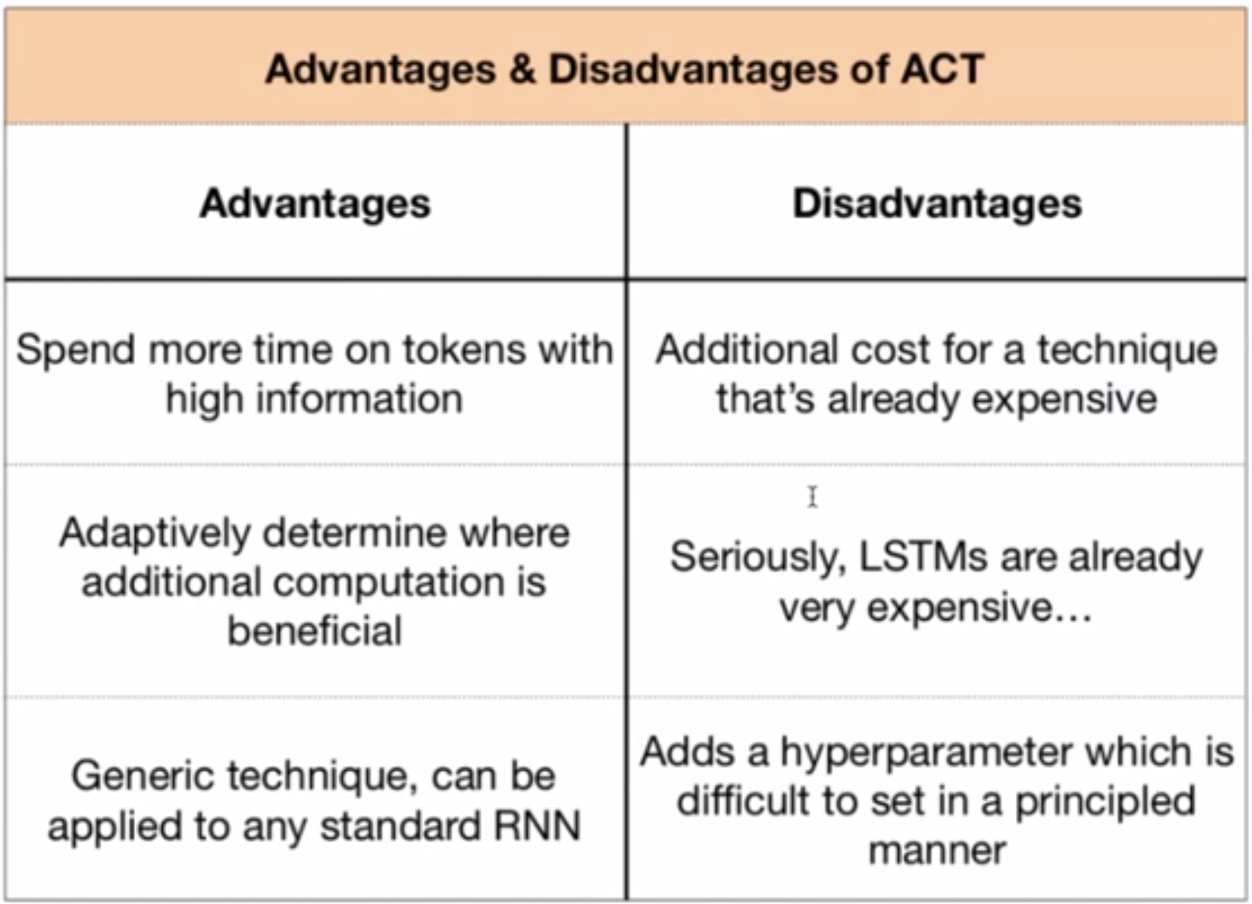 Advantages & Disadvantages of ACT
Advantages
Disadvantages
Spend more time on tokens with
high information
Additional cost for a technique
that's already expensive
Adaptively determine where
additional computation is
beneficial
Seriously, LSTMs are already
very expensive…
Generic technique, can be
applied to any standard RNN
Adds a hyperparameter which is
difficult to set in a principled
manner